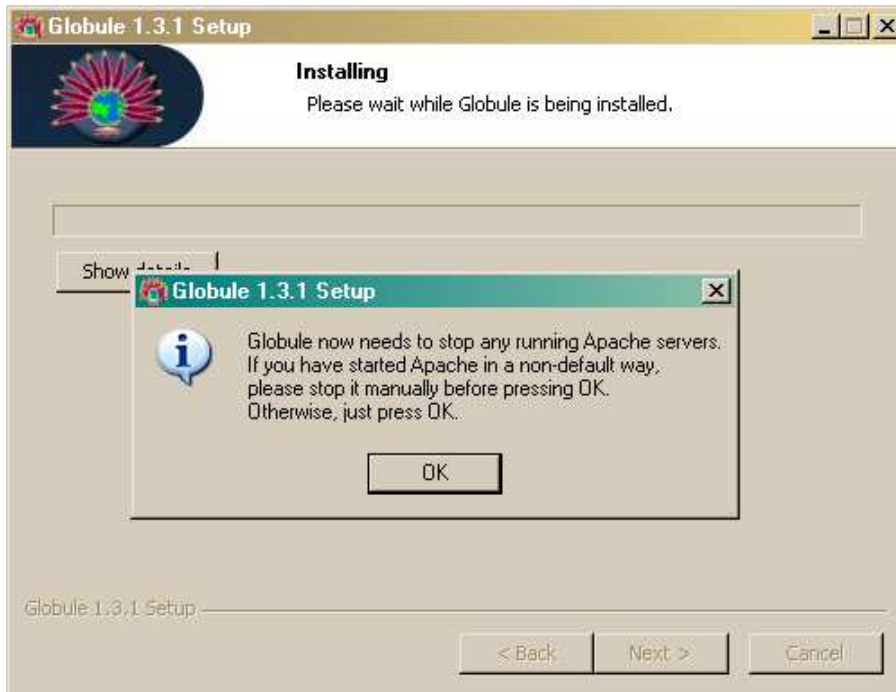 Globule 1.3.1 Setup
Installing
Please wait while Globule is being installed.
Show details
Globule 1.3.1 Setup
Globule now needs to stop any running Apache servers.
If you have started Apache in a non-default way,
please stop it manually before pressing OK.
Otherwise, just press OK.
OK
Globule 1.3.1 Setup
< Back
Next >
Cancel